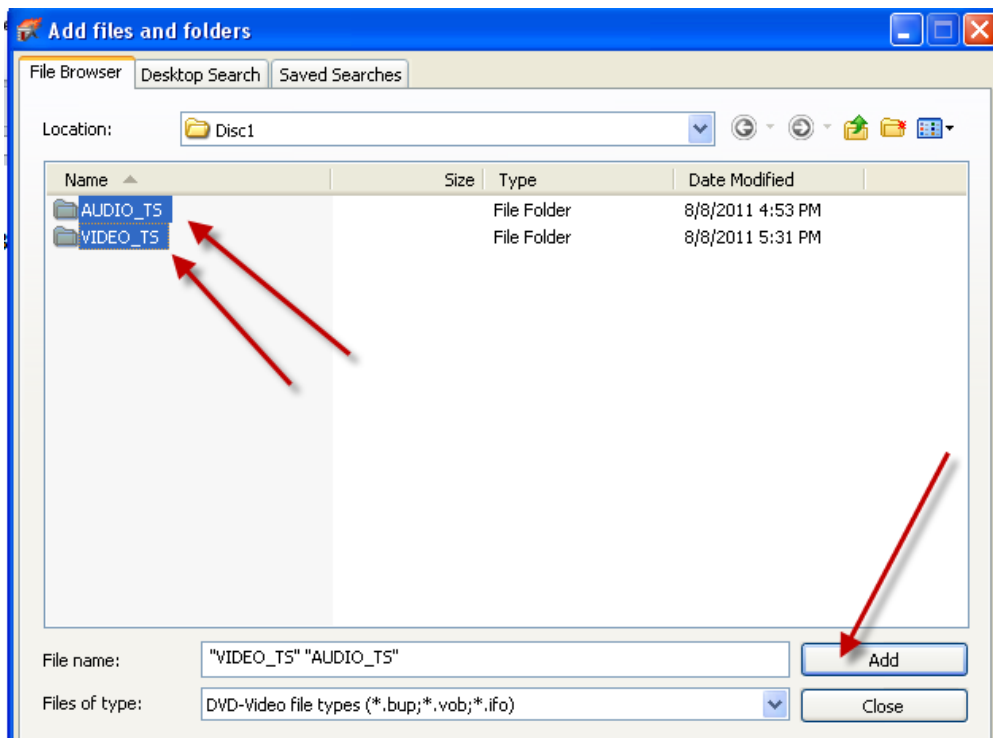 Add files and folders
File Browser Desktop Search Saved Searches
Location: Disc1
Name Size Type Date Modified
AUDIO_TS File Folder 8/8/2011 4:53 PM
VIDEO_TS File Folder 8/8/2011 5:31 PM
File name: "VIDEO_TS" "AUDIO_TS" Add
Files of type: DVD-Video file types (*.bup;*.vob;*.ifo) Close